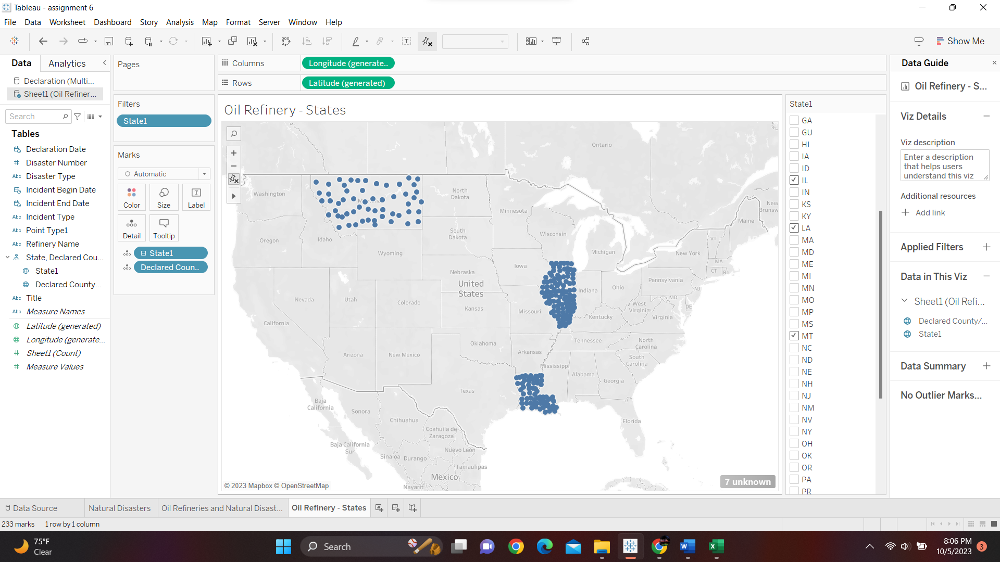 Tableau - assignment 6
File Data Worksheet Dashboard Story Analysis Map Format Server Window Help
Show Me
Data Analytics
Declaration (Multi...
Sheet1 (Oil Refiner...
Search
Tables
Declaration Date
# Disaster Number
Abc Disaster Type
Incident Begin Date
Incident End Date
Abc Incident Type
Abc Point Type1
Abc Refinery Name
State, Declared Cou...
State1
Declared County...
Abc Title
Abc Measure Names
Latitude (generated)
Longitude (generate...
# Sheet1 (Count)
# Measure Values
Pages
Filters
State1
Marks
Automatic
Color Size Label
Detail Tooltip
State1
Declared Coun..
Columns Longitude (generate..
Rows Latitude (generated)
Oil Refinery - States
Ontario
Washington
North
Dakota
Minnesota
New
Brunsw
Maine
Wisconsin
South
Dakota
Oregon
Idaho
VT
Michigan
New York
Wyoming
MA
Iowa
CT RI
Nebraska
Pennsylvania
United
States
Indiana
Ohio
NJ
Nevada
Utah
Colorado
MD
DE
West
Virginia
Kansas
Missouri
Kentucky
Virginia
California
Tennessee
North
Carolina
Oklahoma
Arkansas
Arizona
New Mexico
South
Carolina
Mississippi
Alabama
Georgia
Texas
Baja
California
Sonora
Chihuahua
Florida
Coahuila de
Zaragoza
Baja California
Sur
Nuevo León
Sinaloa
Durango
Tamaulipas
Mexico
Nayarit
© 2023 Mapbox © OpenStreetMap
7 unknown
State1
GA
GU
HI
IA
ID
IL
IN
KS
KY
LA
MA
MD
ME
MI
MN
MO
MP
MS
MT
NC
ND
NE
NH
NJ
NM
NV
NY
OH
OK
OR
PA
PR
Data Guide
Oil Refinery - S...
Viz Details
Viz description
Enter a description
that helps users
understand this viz
Additional resources
Add link
Applied Filters
Data in This Viz
Sheet1 (Oil Refi...
Declared County/...
State1
Data Summary
No Outlier Marks...
Data Source Natural Disasters Oil Refineries and Natural Disast... Oil Refinery - States
233 marks 1 row by 1 column
75°F
Clear
Search
8:06 PM
10/5/2023
3